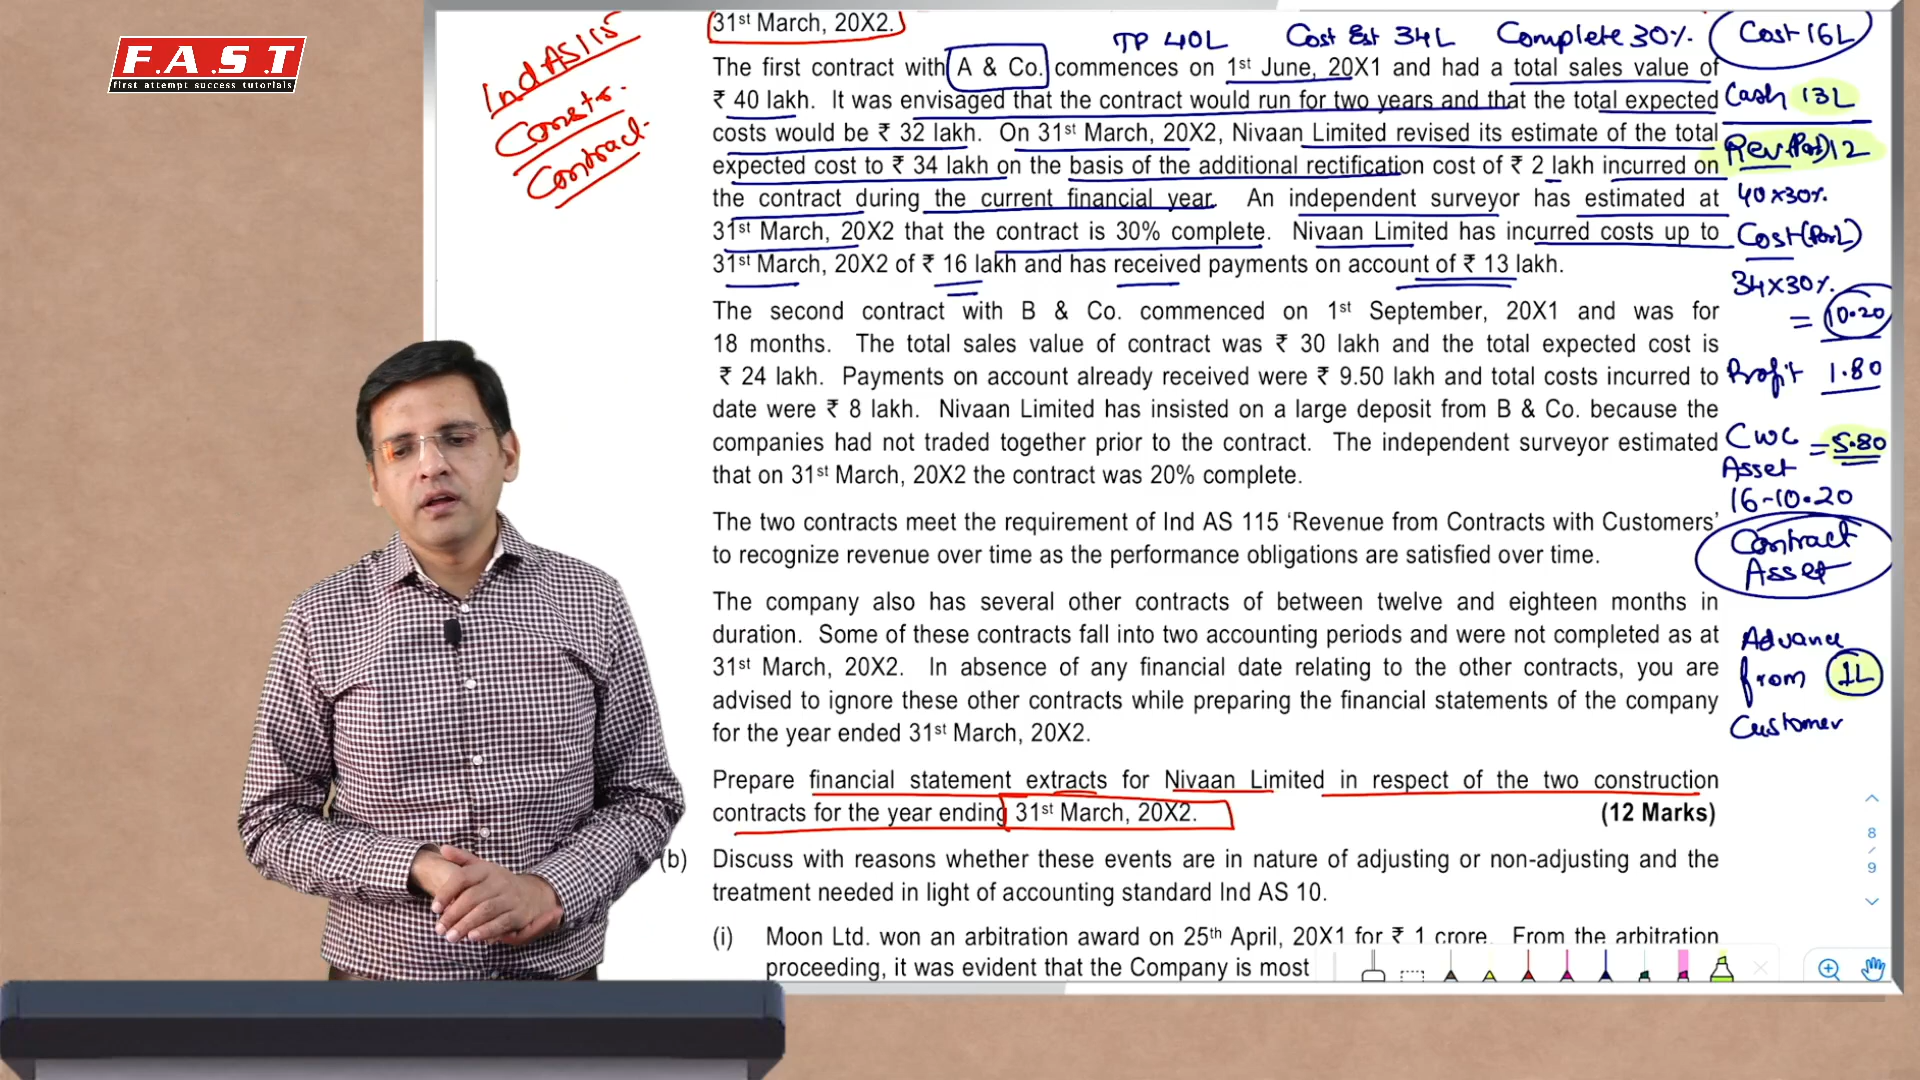 F.A.S.T
first attempt success tutorials
Ind AS 115
Constr.
Contract.
31st March, 20X2.
TP 40L Cost Est 34L Complete 30%. Cost 16L
The first contract with A & Co. commences on 1st June, 20X1 and had a total sales value of
₹ 40 lakh. It was envisaged that the contract would run for two years and that the total expected
costs would be ₹ 32 lakh. On 31st March, 20X2, Nivaan Limited revised its estimate of the total
expected cost to ₹ 34 lakh on the basis of the additional rectification cost of ₹ 2 lakh incurred on
the contract during the current financial year. An independent surveyor has estimated at
31st March, 20X2 that the contract is 30% complete. Nivaan Limited has incurred costs up to
31st March, 20X2 of ₹ 16 lakh and has received payments on account of ₹ 13 lakh.
The second contract with B & Co. commenced on 1st September, 20X1 and was for
18 months. The total sales value of contract was ₹ 30 lakh and the total expected cost is
₹ 24 lakh. Payments on account already received were ₹ 9.50 lakh and total costs incurred to
date were ₹ 8 lakh. Nivaan Limited has insisted on a large deposit from B & Co. because the
companies had not traded together prior to the contract. The independent surveyor estimated
that on 31st March, 20X2 the contract was 20% complete.
The two contracts meet the requirement of Ind AS 115 ‘Revenue from Contracts with Customers’
to recognize revenue over time as the performance obligations are satisfied over time.
The company also has several other contracts of between twelve and eighteen months in
duration. Some of these contracts fall into two accounting periods and were not completed as at
31st March, 20X2. In absence of any financial date relating to the other contracts, you are
advised to ignore these other contracts while preparing the financial statements of the company
for the year ended 31st March, 20X2.
Prepare financial statement extracts for Nivaan Limited in respect of the two construction
contracts for the year ending 31st March, 20X2. (12 Marks)
(b) Discuss with reasons whether these events are in nature of adjusting or non-adjusting and the
treatment needed in light of accounting standard Ind AS 10.
(i) Moon Ltd. won an arbitration award on 25th April, 20X1 for ₹ 1 crore. From the arbitration
proceeding, it was evident that the Company is most
Cash 13L
Rev (P&L) 12
40x30%.
Cost (P&L)
34x30%.
= 10.20
Profit 1.80
CWC = 5.80
Asset
16-10.20
Contract
Asset
Advance
from 1L
Customer
8
/
9